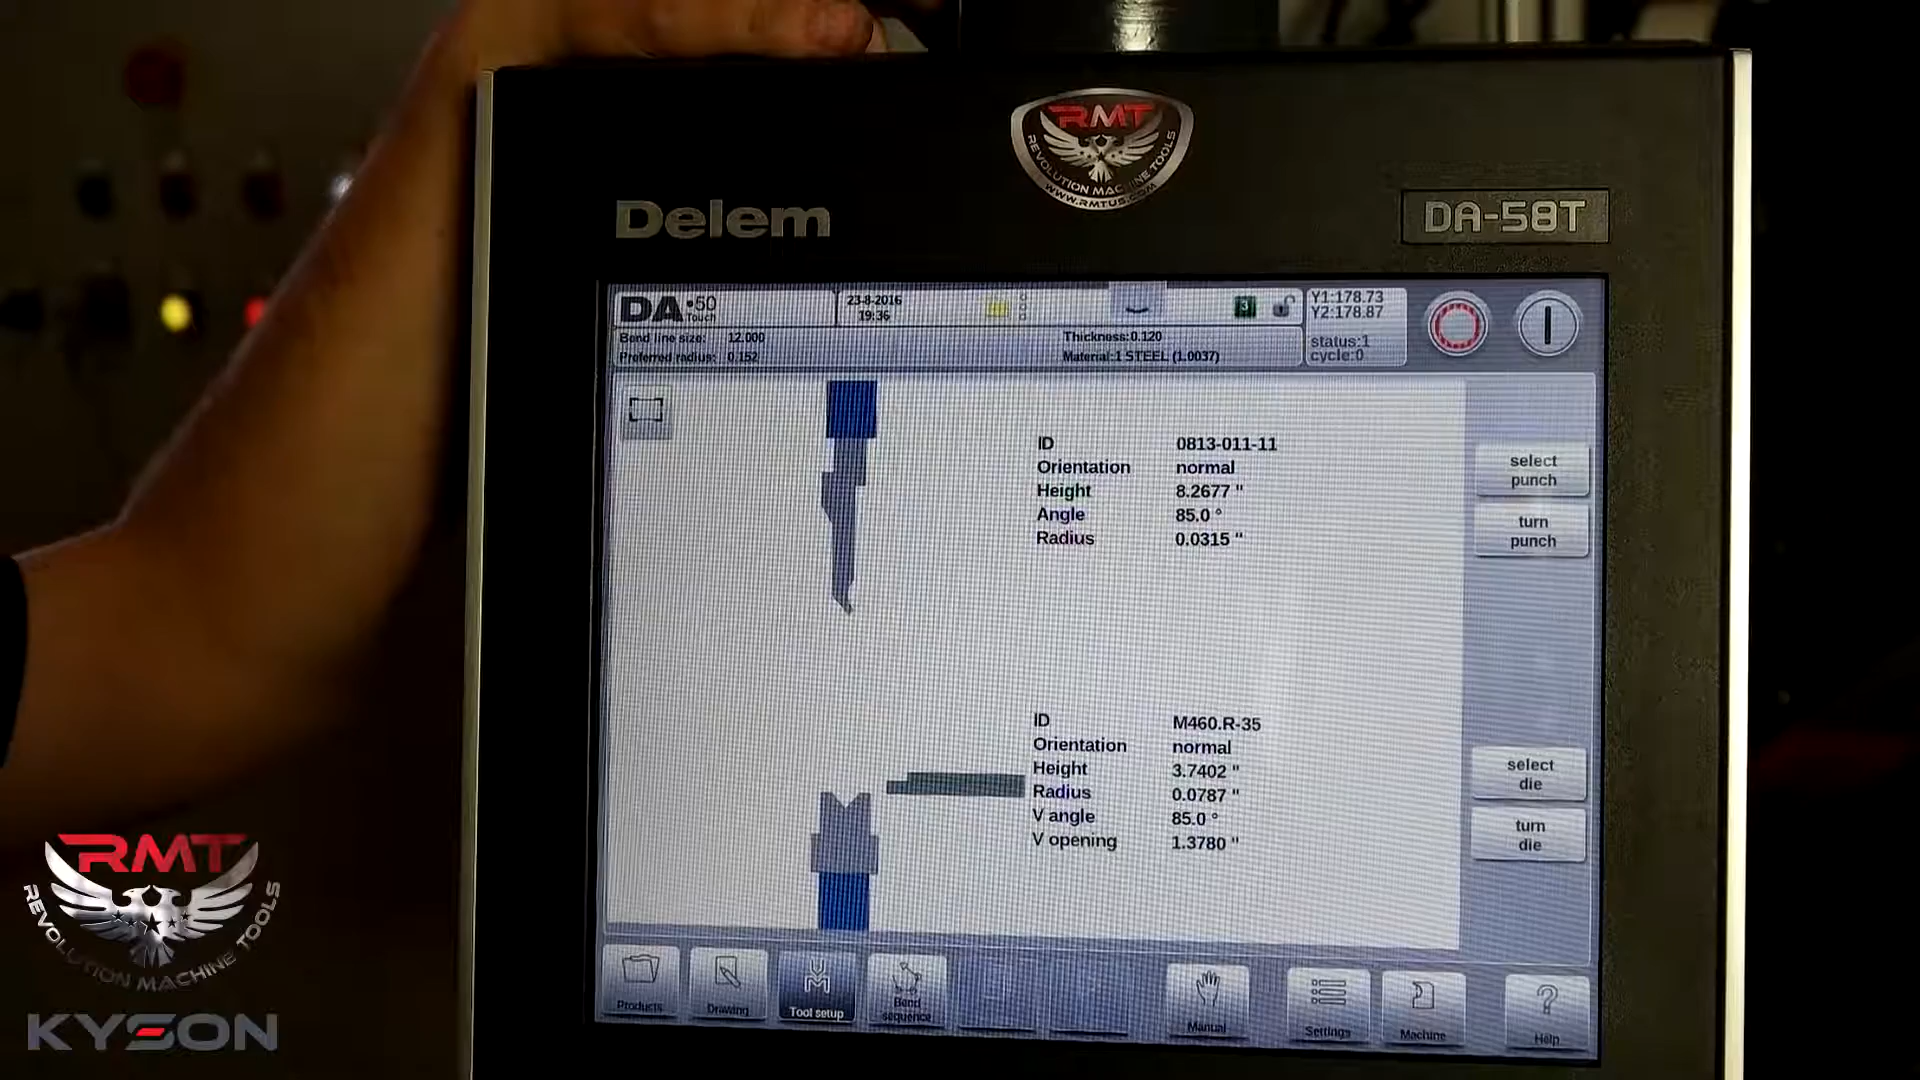 RMT
REVOLUTION MACHINE TOOLS
WWW.RMTUS.COM
Delem
DA-58T
DA•50
Touch
23-8-2016
19:36
3
Y1:178.73
Y2:178.87
status:1
cycle:0
Bend line size: 12.000
Preferred radius: 0.152
Thickness:0.120
Material:1 STEEL (1.0037)
ID 0813-011-11
Orientation normal
Height 8.2677 "
Angle 85.0 °
Radius 0.0315 "
select
punch
turn
punch
ID M460.R-35
Orientation normal
Height 3.7402 "
Radius 0.0787 "
V angle 85.0 °
V opening 1.3780 "
select
die
turn
die
Products
Drawing
Tool setup
Bend
sequence
Manual
Settings
Machine
Help
RMT
REVOLUTION MACHINE TOOLS
KYSON